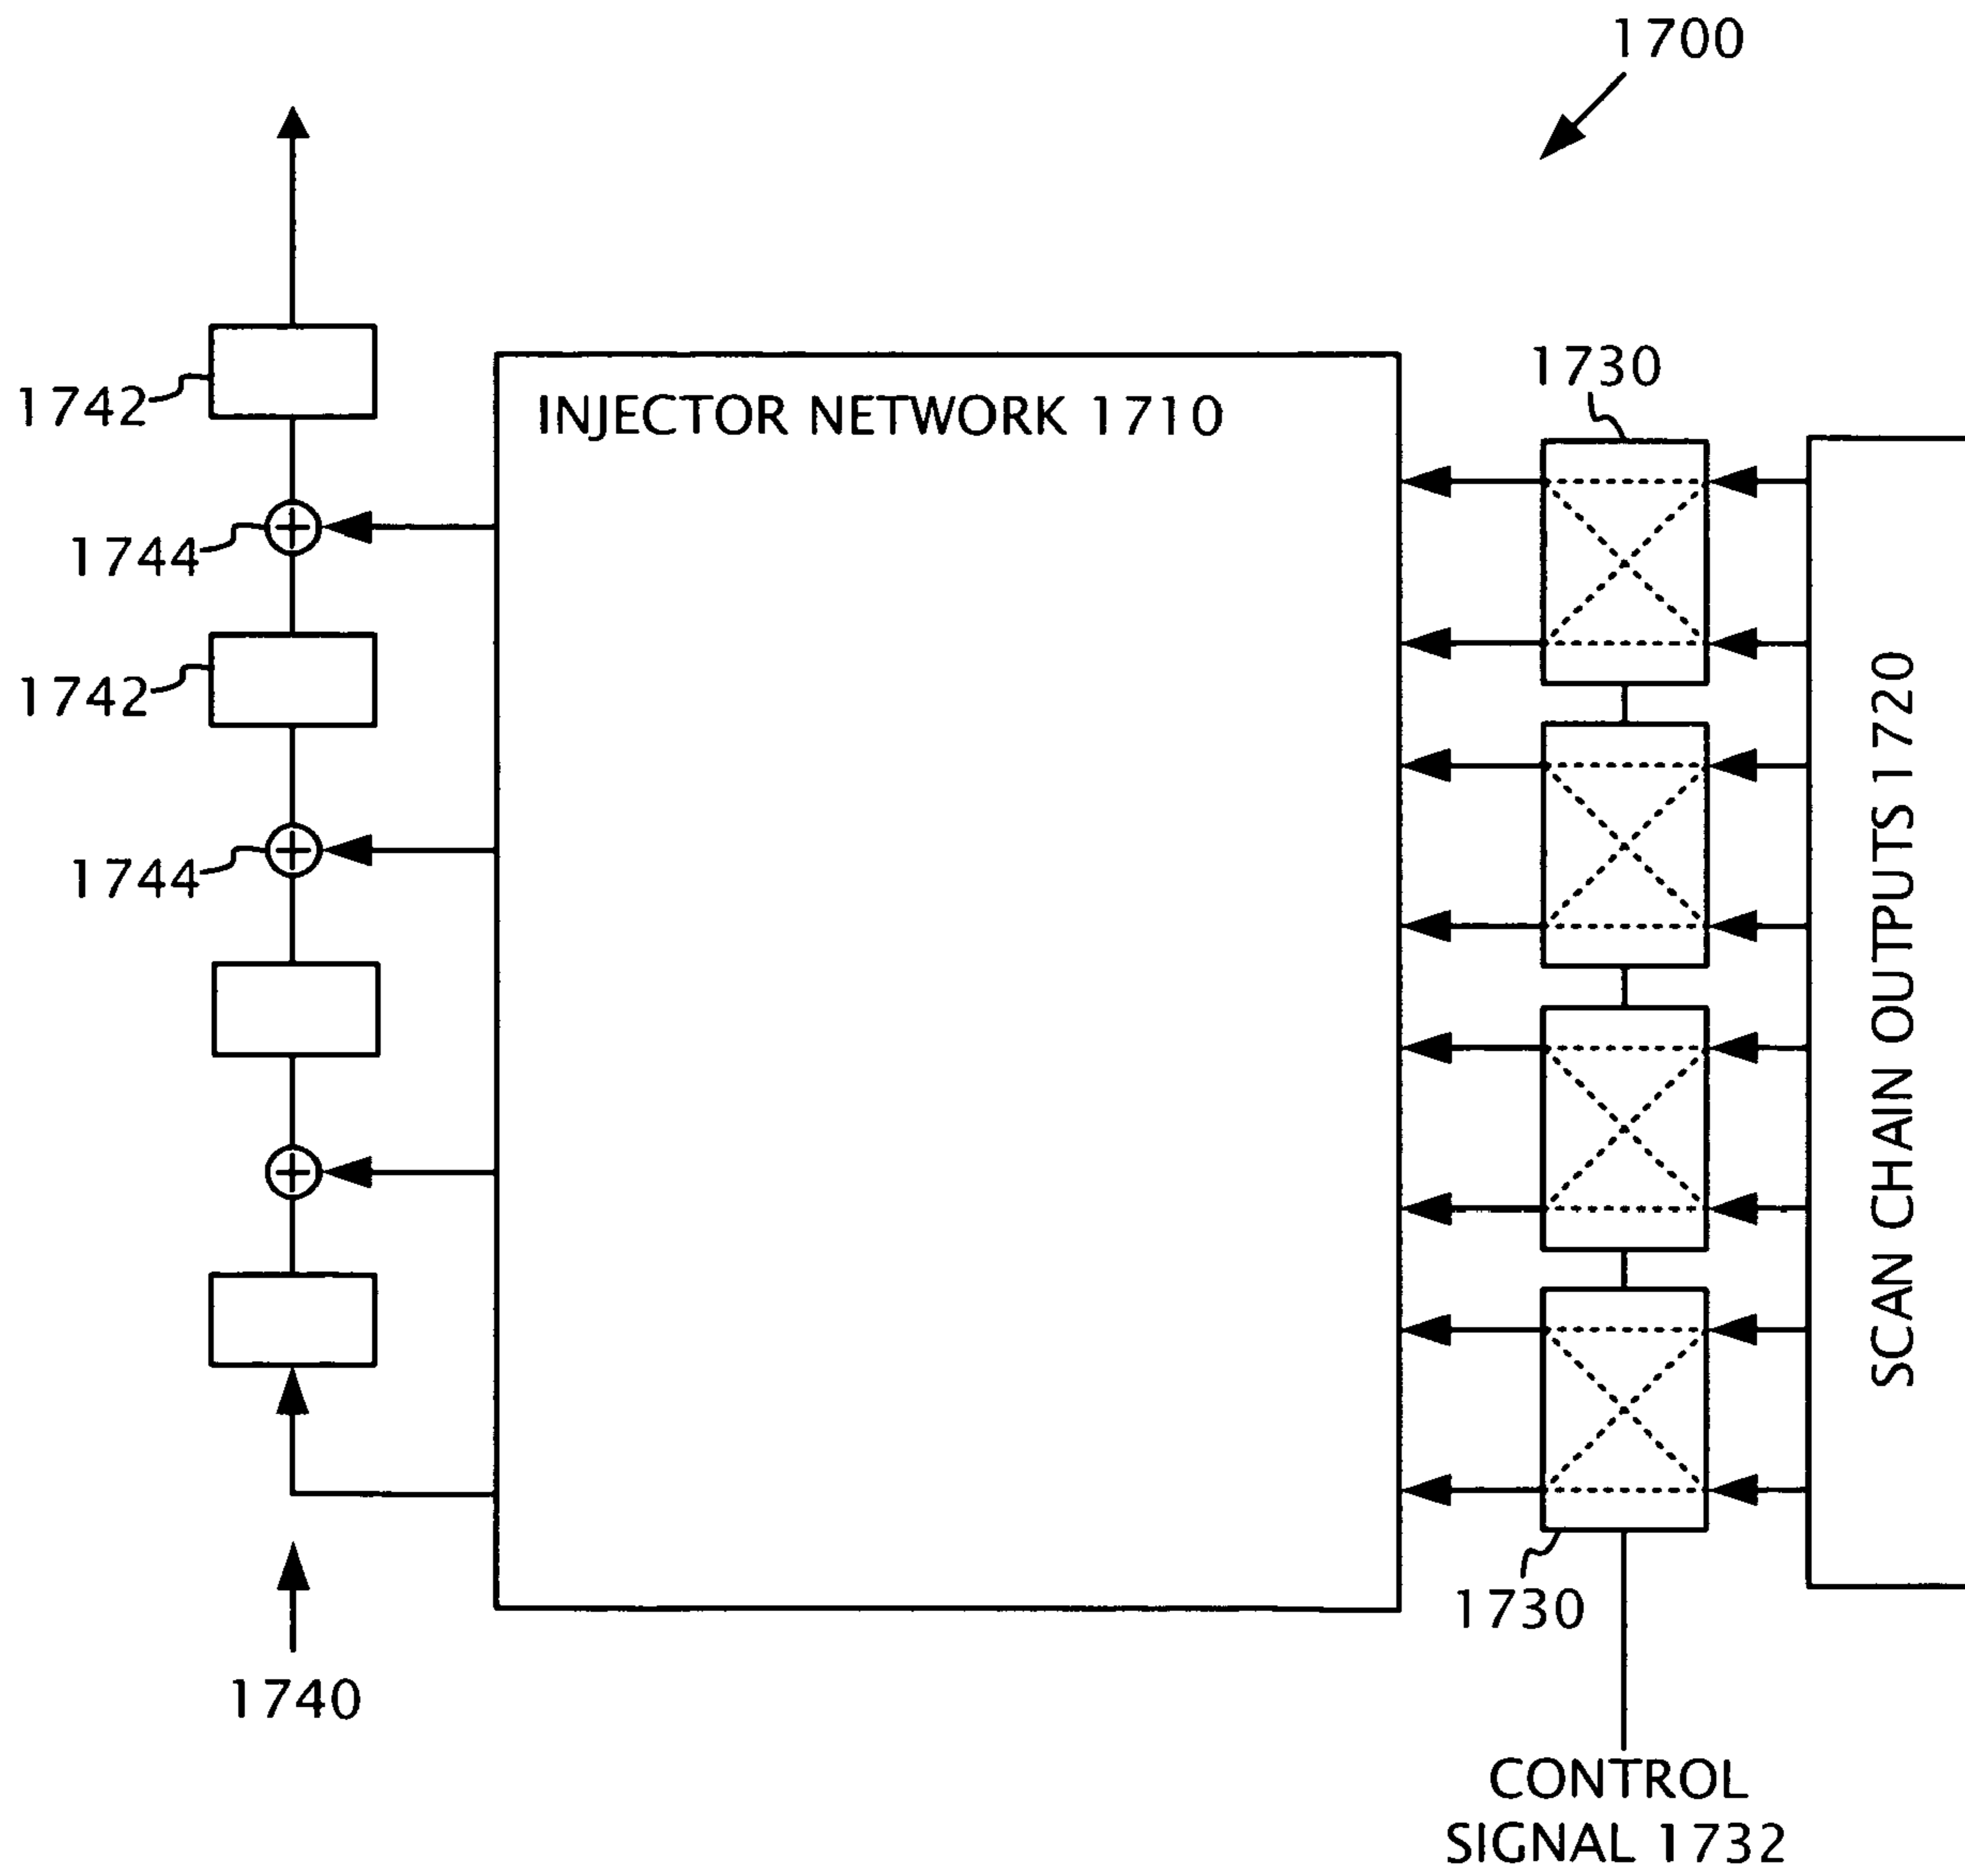 1700
1742
INJECTOR NETWORK 1710
1730
1744
1742
1744
SCAN CHAIN OUTPUTS 1720
1730
1740
CONTROL
SIGNAL 1732